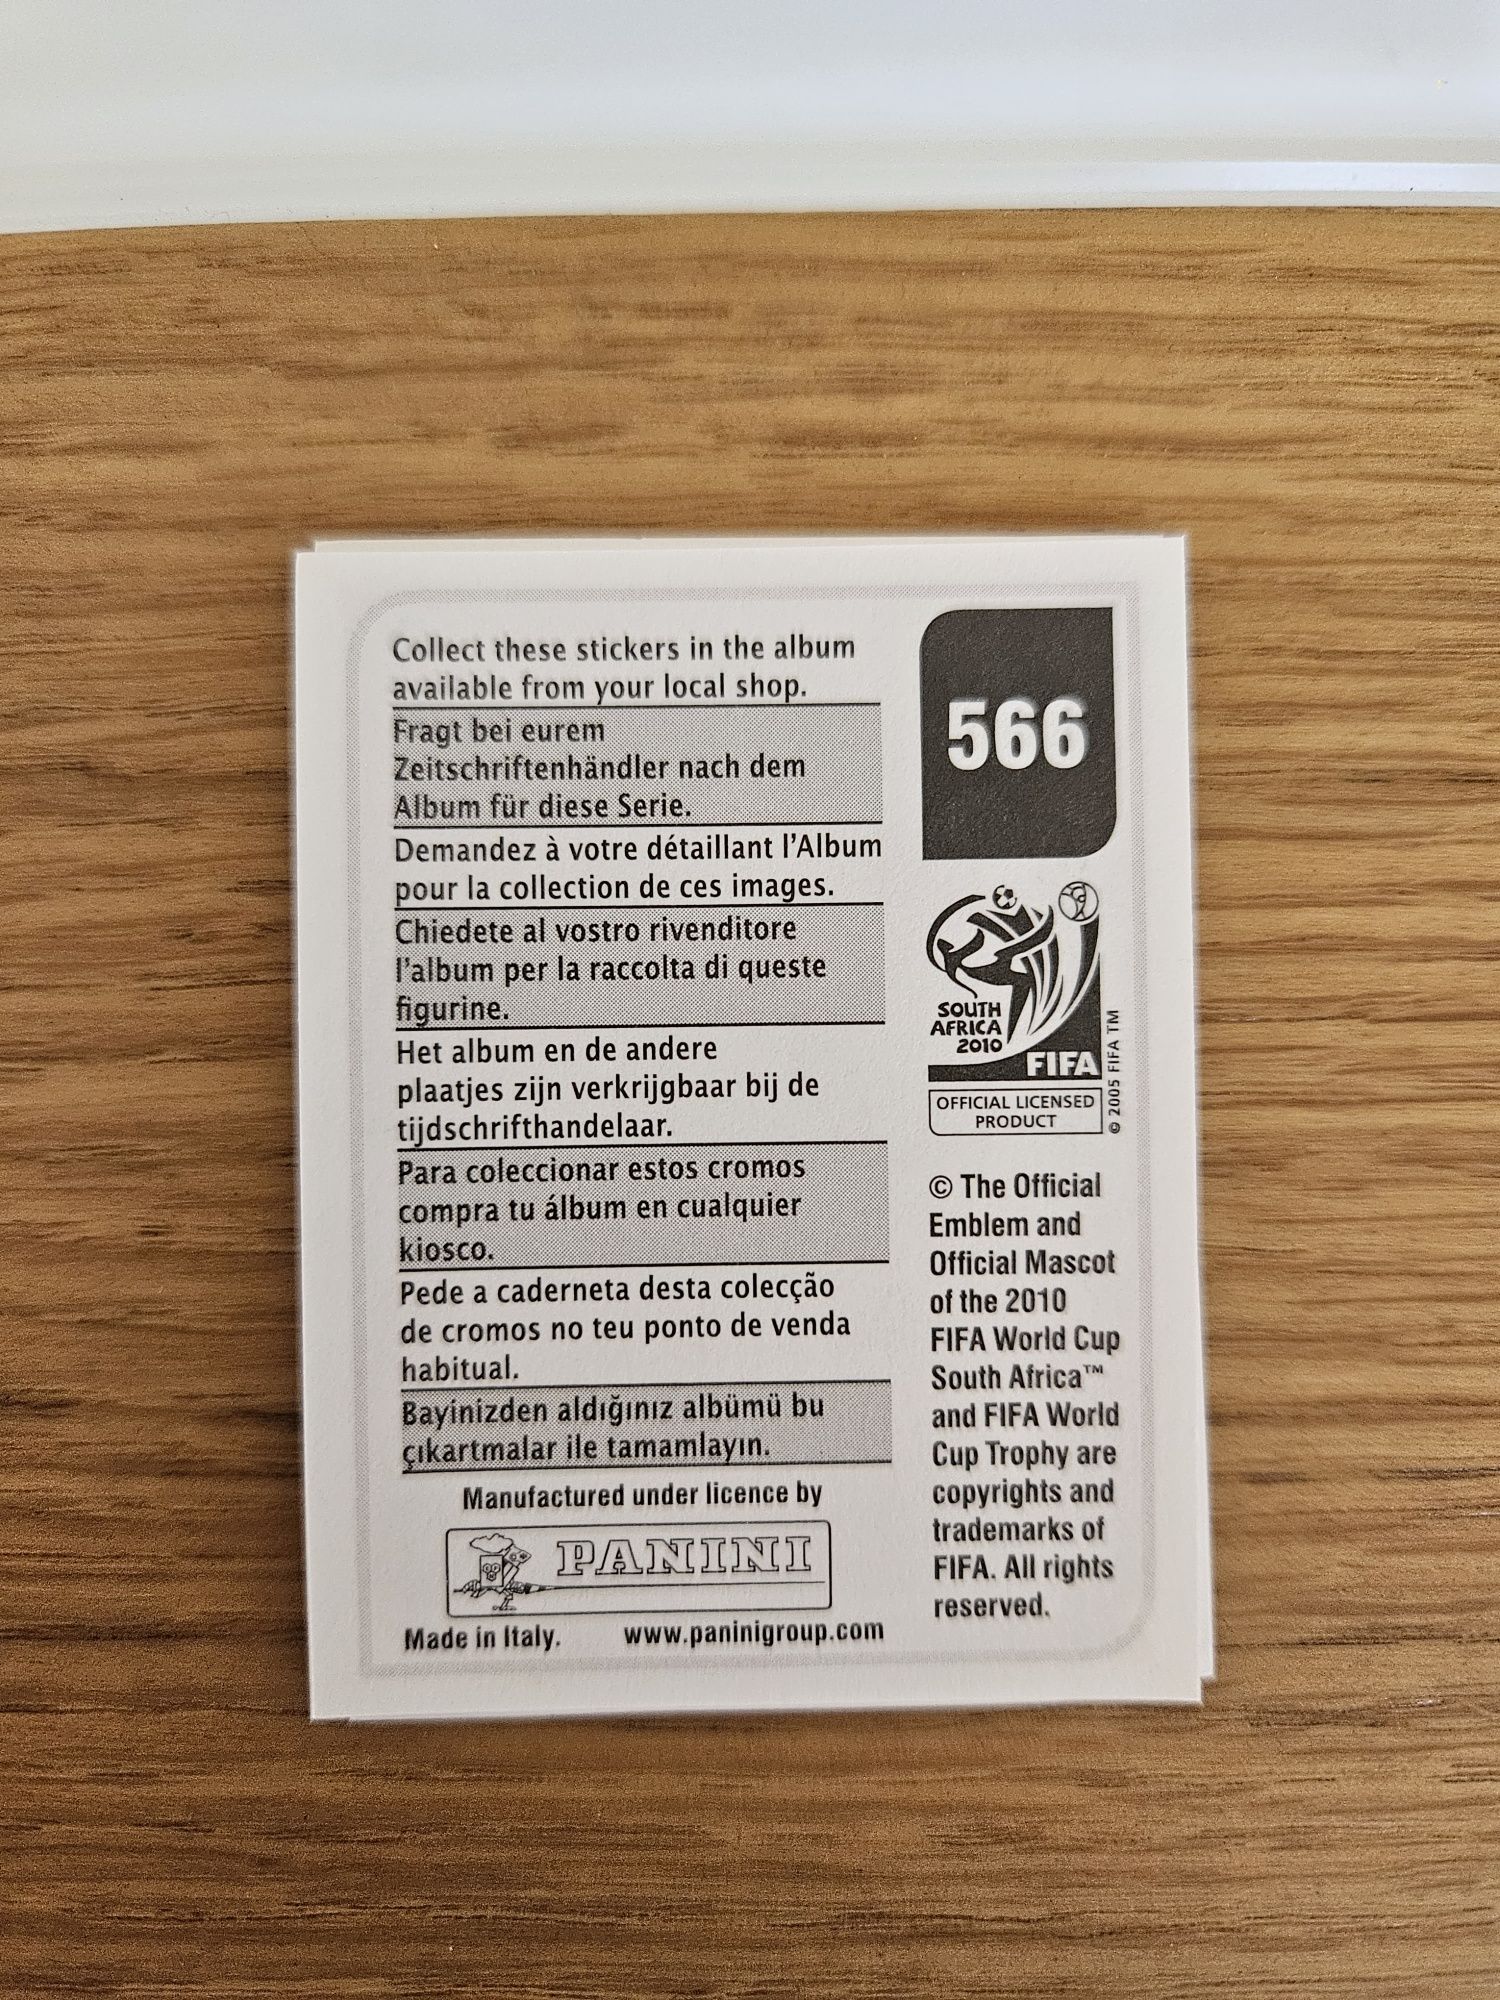 Collect these stickers in the album
available from your local shop.
Fragt bei eurem
Zeitschriftenhändler nach dem
Album für diese Serie.
Demandez à votre détaillant l'Album
pour la collection de ces images.
Chiedete al vostro rivenditore
l'album per la raccolta di queste
figurine.
Het album en de andere
plaatjes zijn verkrijgbaar bij de
tijdschrifthandelaar.
Para coleccionar estos cromos
compra tu álbum en cualquier
kiosco.
Pede a caderneta desta colecção
de cromos no teu ponto de venda
habitual.
Bayinizden aldığınız albümü bu
çıkartmalar ile tamamlayın.
Manufactured under licence by
PANINI
Made in Italy. www.paninigroup.com
566
SOUTH
AFRICA
2010
FIFA
© 2005 FIFA TM
OFFICIAL LICENSED
PRODUCT
© The Official
Emblem and
Official Mascot
of the 2010
FIFA World Cup
South Africa™
and FIFA World
Cup Trophy are
copyrights and
trademarks of
FIFA. All rights
reserved.